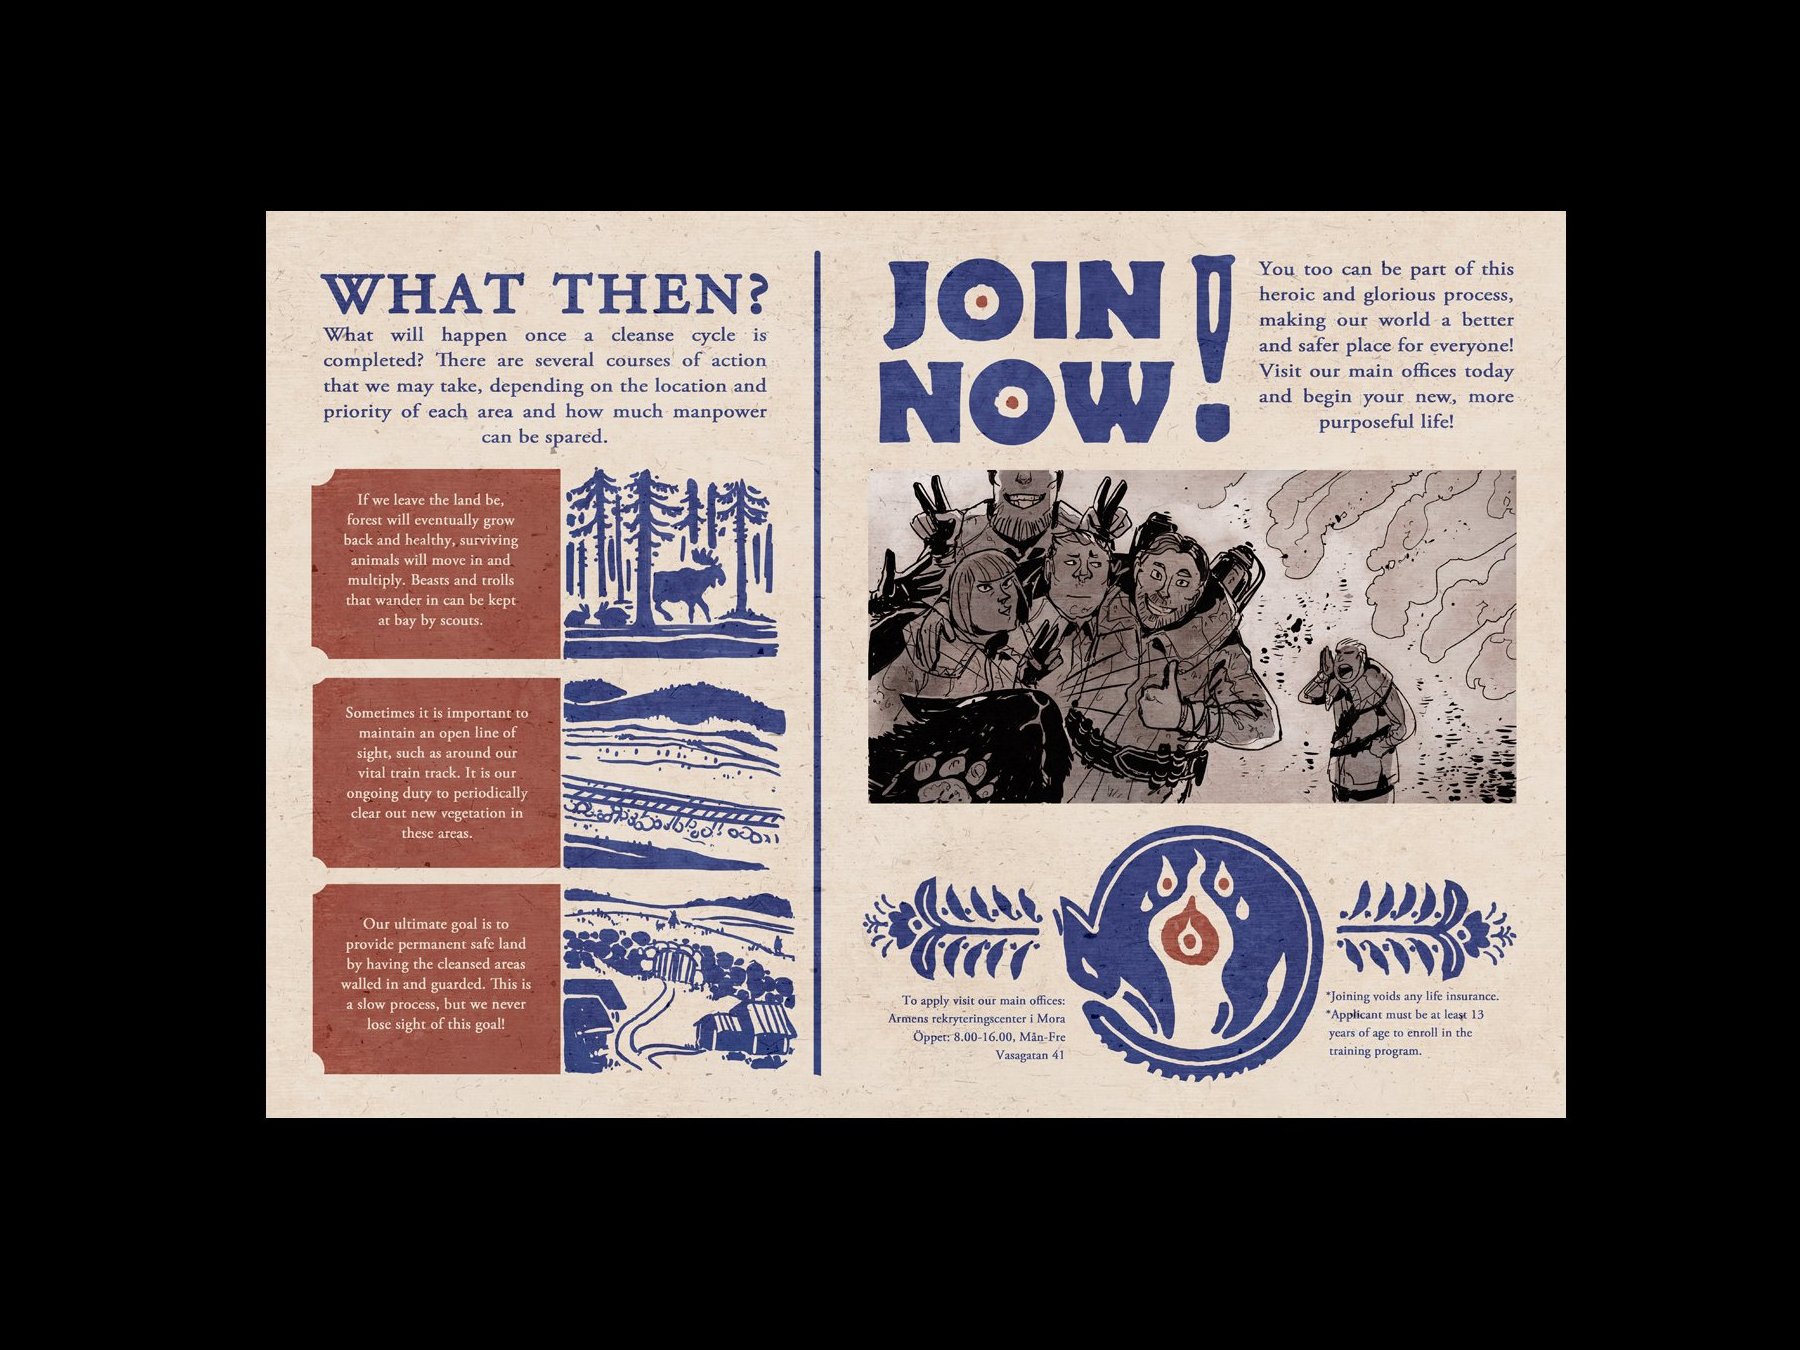 WHAT THEN?
What will happen once a cleanse cycle is
completed? There are several courses of action
that we may take, depending on the location and
priority of each area and how much manpower
can be spared.
If we leave the land be,
forest will eventually grow
back and healthy, surviving
animals will move in and
multiply. Beasts and trolls
that wander in can be kept
at bay by scouts.
Sometimes it is important to
maintain an open line of
sight, such as around our
vital train track. It is our
ongoing duty to periodically
clear out new vegetation in
these areas.
Our ultimate goal is to
provide permanent safe land
by having the cleansed areas
walled in and guarded. This is
a slow process, but we never
lose sight of this goal!
JOIN
NOW!
You too can be part of this
heroic and glorious process,
making our world a better
and safer place for everyone!
Visit our main offices today
and begin your new, more
purposeful life!
To apply visit our main offices:
Armens rekryteringscenter i Mora
Öppet: 8.00-16.00, Mån-Fre
Vasagatan 41
*Joining voids any life insurance.
*Applicant must be at least 13
years of age to enroll in the
training program.